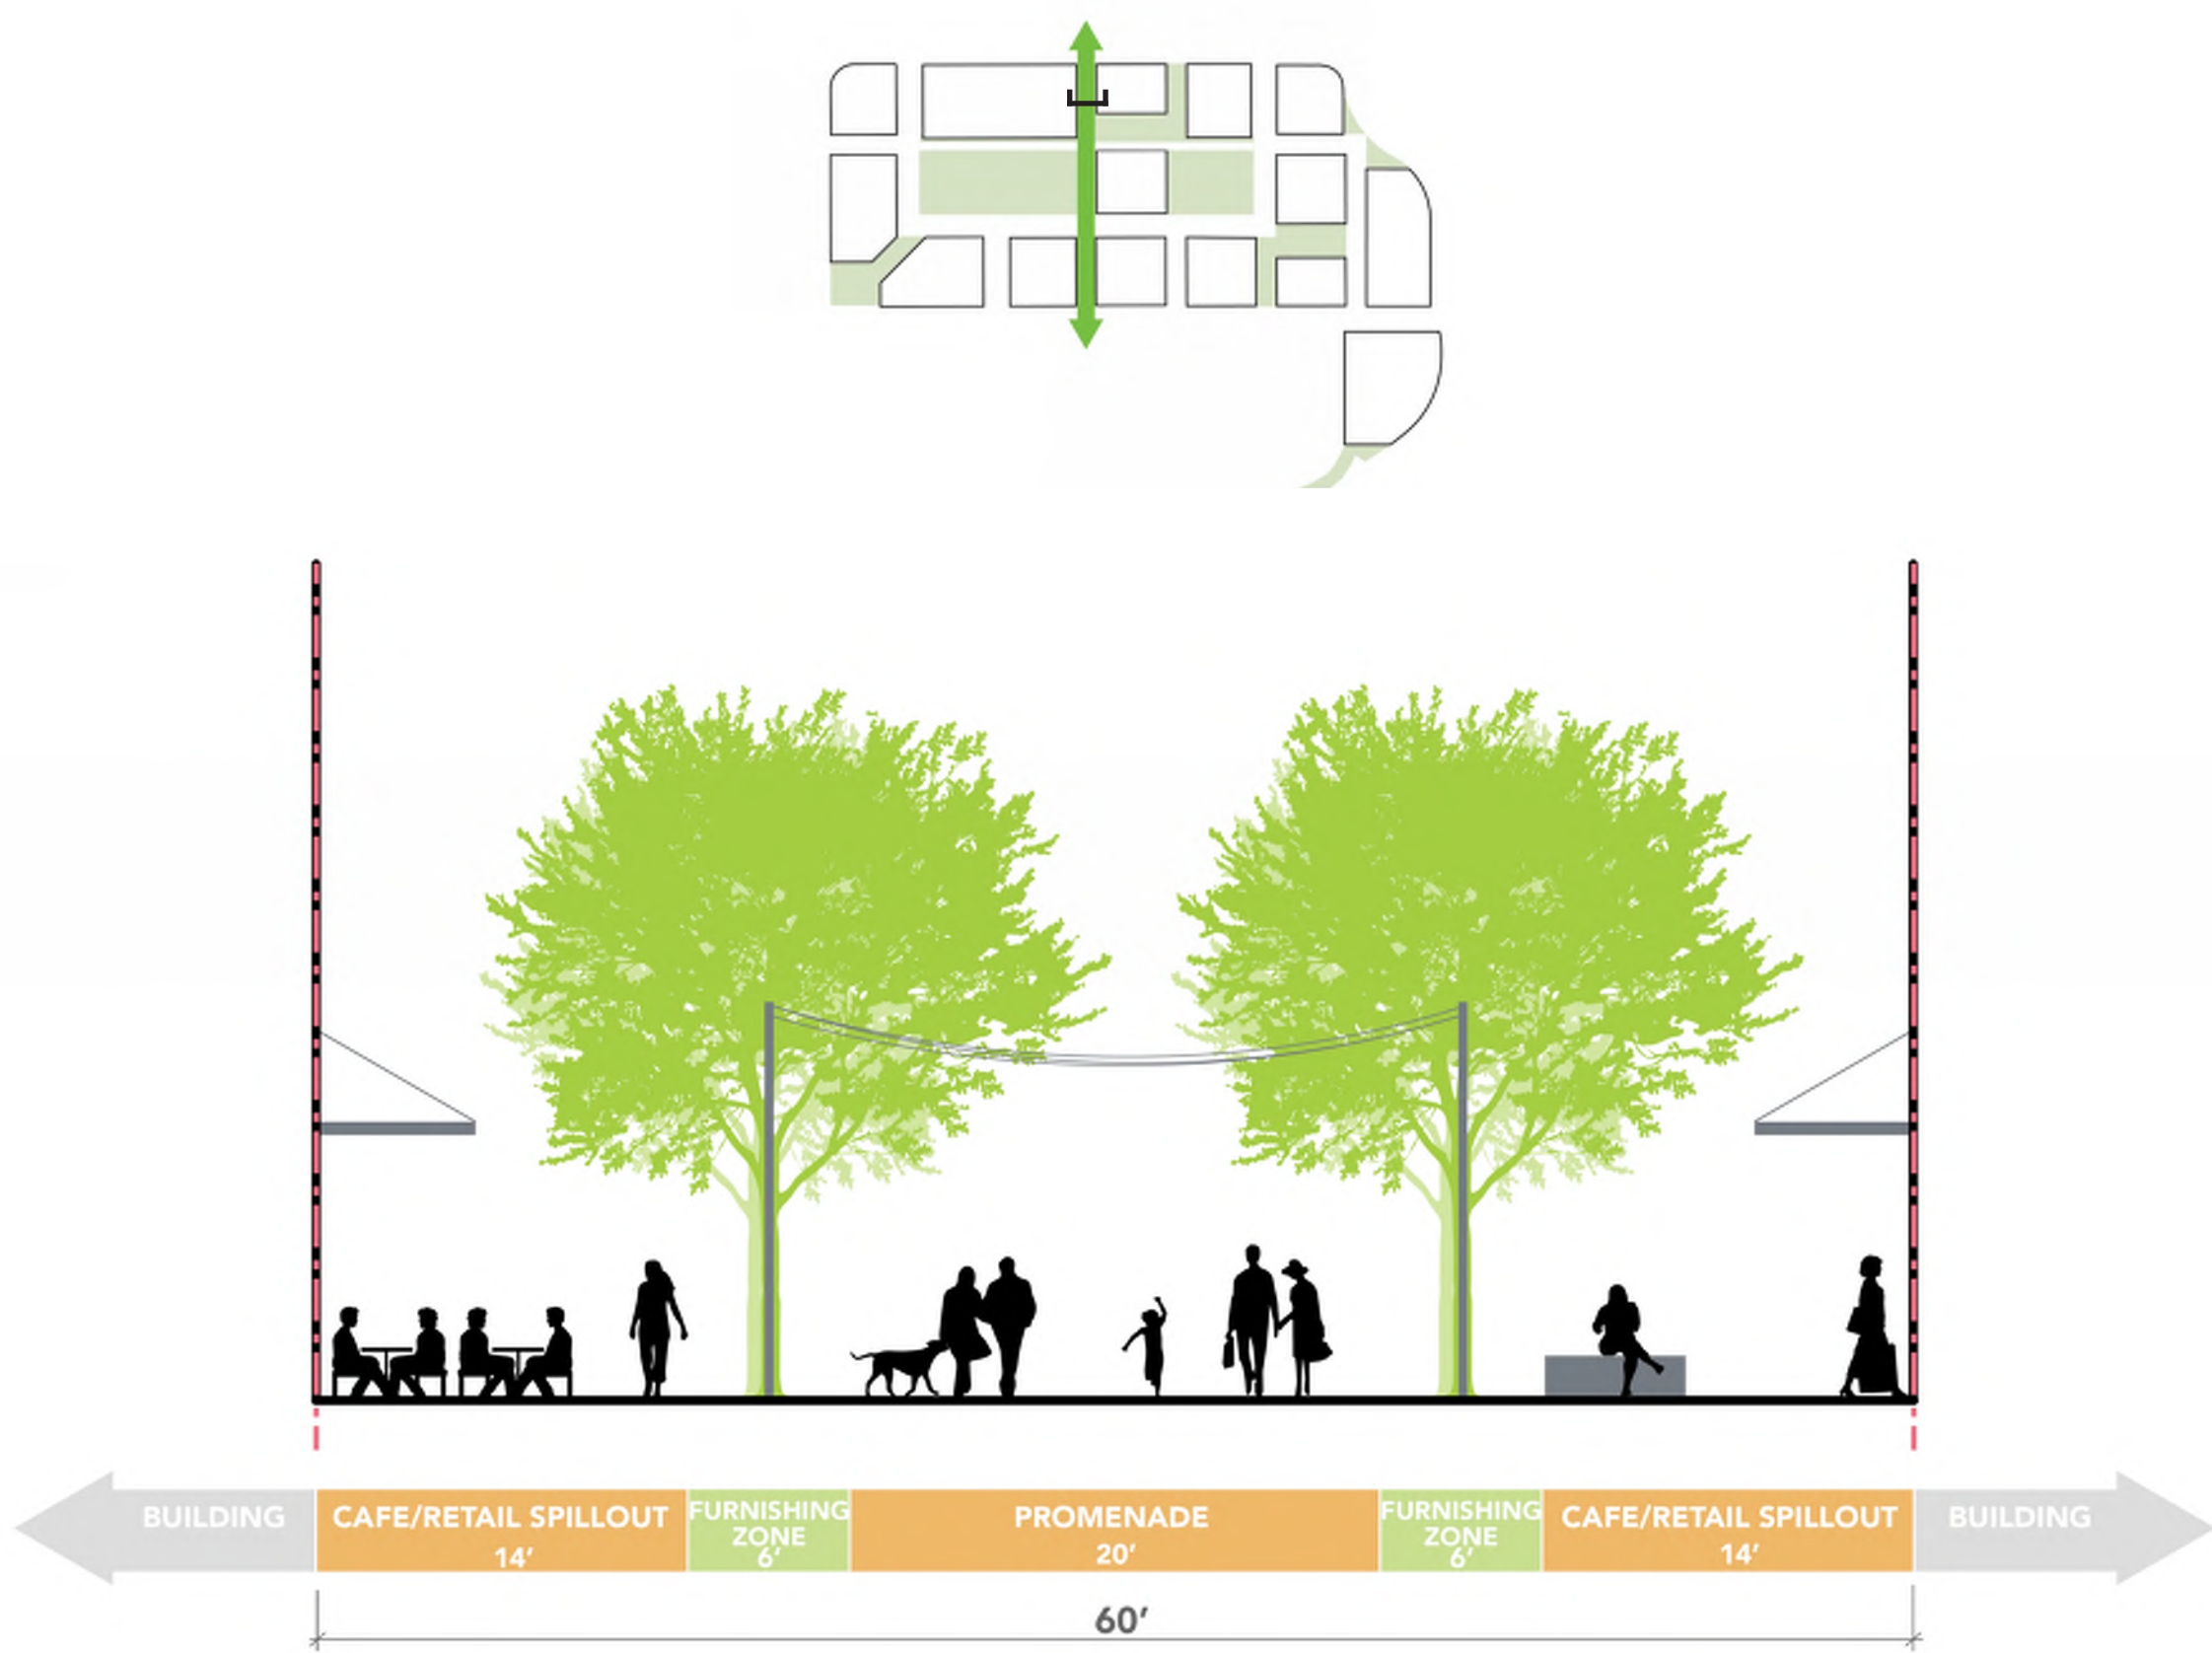 BUILDING
CAFE/RETAIL SPILLOUT
14′
FURNISHING
ZONE
6′
PROMENADE
20′
FURNISHING
ZONE
6′
CAFE/RETAIL SPILLOUT
14′
BUILDING
60′